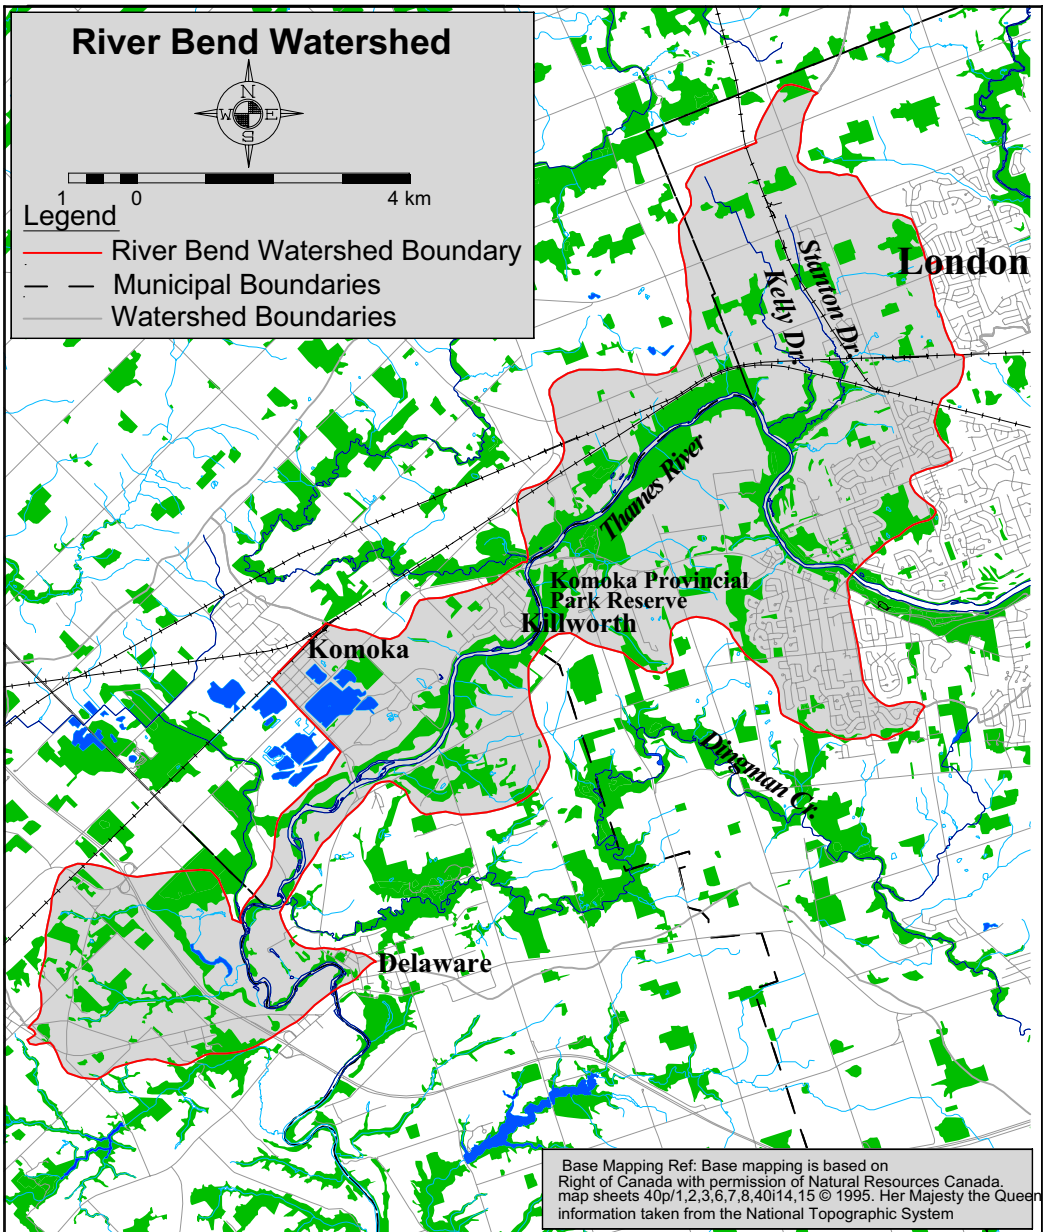 River Bend Watershed
N
W E
S
1 0 4 km
Legend
River Bend Watershed Boundary
Municipal Boundaries
Watershed Boundaries
London
Stanton Dr.
Kelly Dr.
Thames River
Komoka Provincial
Park Reserve
Killworth
Komoka
Dingman Cr.
Delaware
Base Mapping Ref: Base mapping is based on
Right of Canada with permission of Natural Resources Canada.
map sheets 40p/1,2,3,6,7,8,40i14,15 © 1995. Her Majesty the Queen
information taken from the National Topographic System